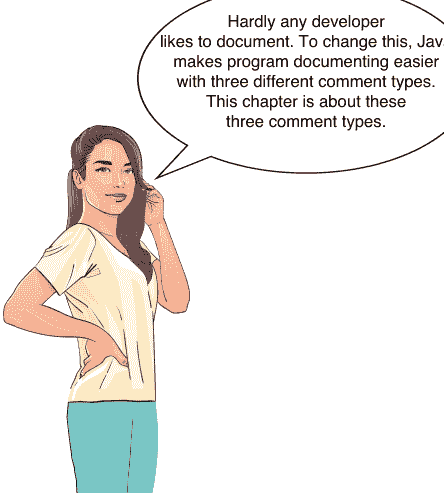 Hardly any developer
likes to document. To change this, Jav
makes program documenting easier
with three different comment types.
This chapter is about these
three comment types.